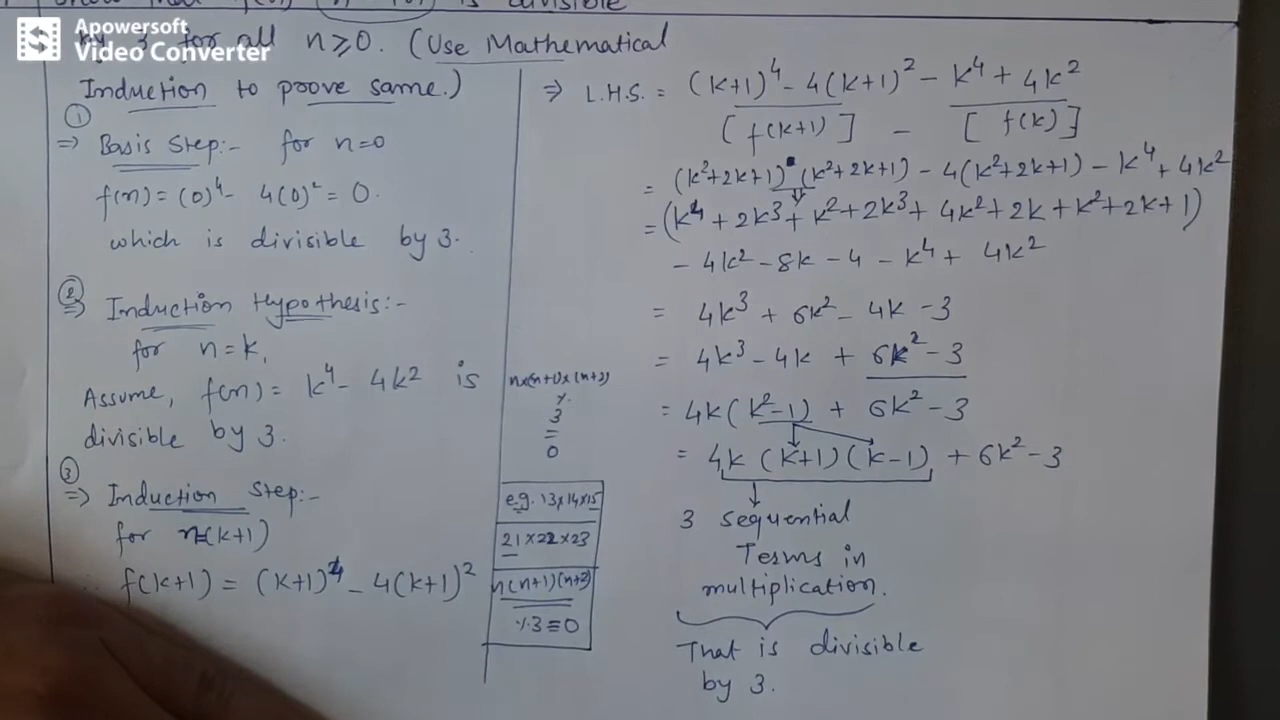 Apowersoft
Video Converter
is divisible
by 3 for all n≥0. (Use Mathematical
Induction to prove same.)
①
⇒ Basis Step:- for n=0
f(n) = (0)⁴ - 4(0)² = 0.
which is divisible by 3.
②
⇒ Induction Hypothesis:-
for n=k,
Assume, f(n) = k⁴ - 4k² is
divisible by 3.
③
⇒ Induction Step:-
for n=(k+1)
∴ f(k+1) = (k+1)⁴ - 4(k+1)²
n×(n+1)×(n+2)
%
3
=
0
e.g. 13×14×15
21×22×23
n(n+1)(n+2)
%3≡0
⇒ L.H.S. = (k+1)⁴ - 4(k+1)² - k⁴ + 4k²
[f(k+1)] - [f(k)]
= (k²+2k+1)(k²+2k+1) - 4(k²+2k+1) - k⁴ + 4k²
= (k⁴ + 2k³ + k² + 2k³ + 4k² + 2k + k² + 2k + 1)
- 4k² - 8k - 4 - k⁴ + 4k²
= 4k³ + 6k² - 4k - 3
= 4k³ - 4k + 6k² - 3
= 4k(k²-1) + 6k² - 3
= 4k (k+1)(k-1) + 6k² - 3
3 sequential
Terms in
multiplication.
That is divisible
by 3.